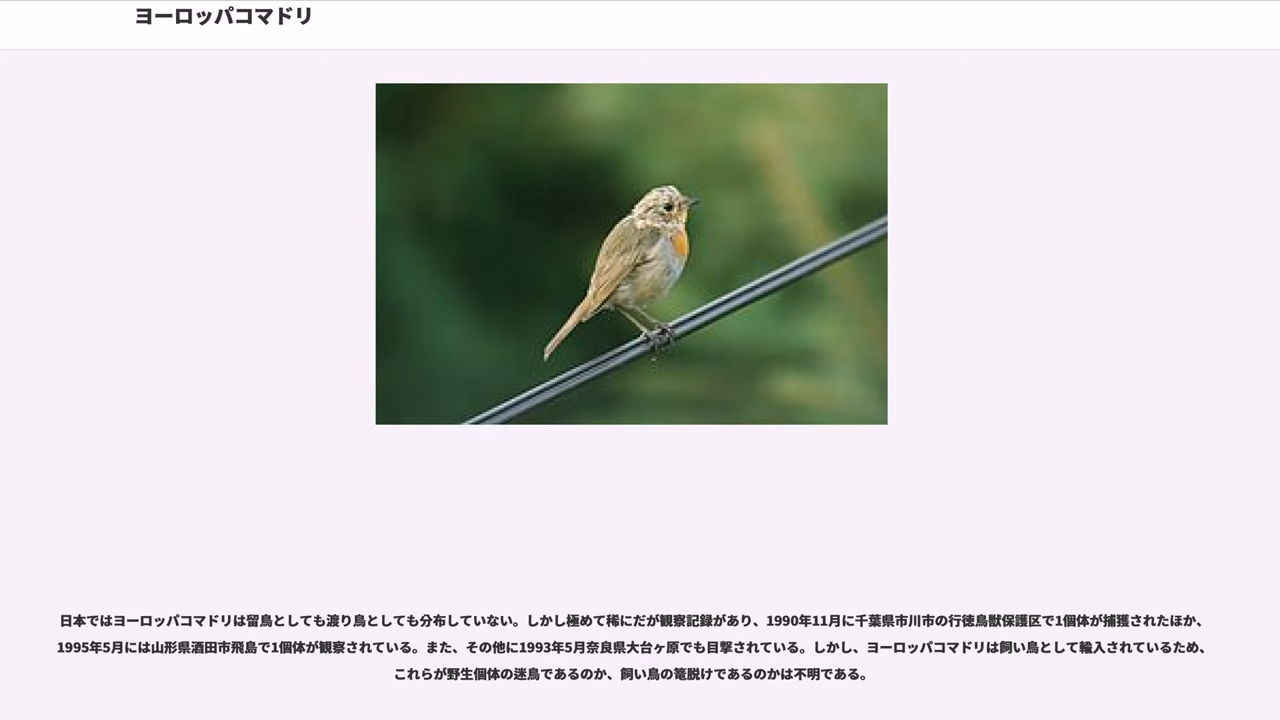 ヨーロッパコマドリ
日本ではヨーロッパコマドリは留鳥としても渡り鳥としても分布していない。しかし極めて稀にだが観察記録があり、1990年11月に千葉県市川市の行徳鳥獣保護区で1個体が捕獲されたほか、
1995年5月には山形県酒田市飛島で1個体が観察されている。また、その他に1993年5月奈良県大台ヶ原でも目撃されている。しかし、ヨーロッパコマドリは飼い鳥として輸入されているため、
これらが野生個体の迷鳥であるのか、飼い鳥の篭脱けであるのかは不明である。